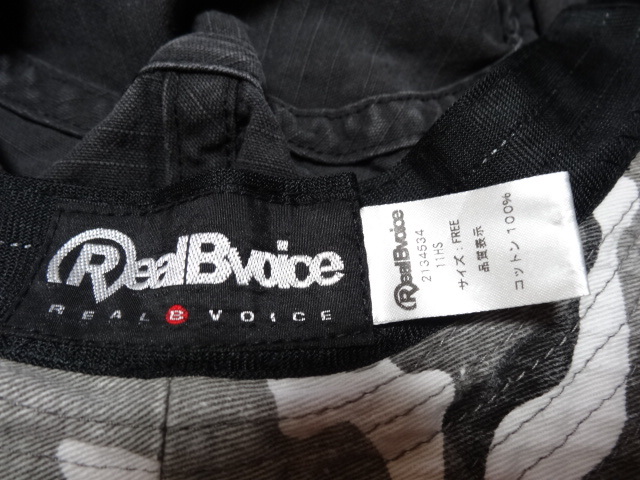 RealBvoice
REAL B VOICE
RealBvoice
2134534
11HS
サイズ：FREE
品質表示
コットン 100%